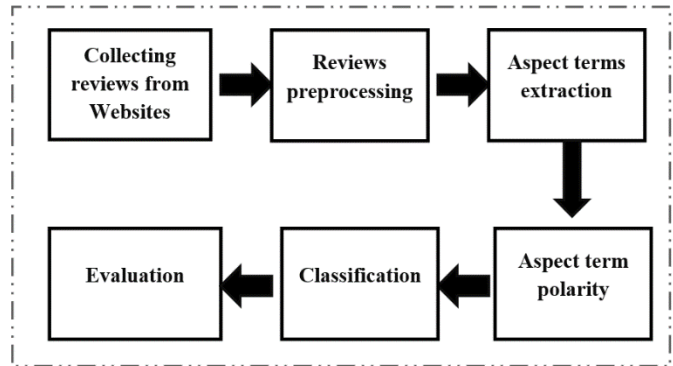 Collecting
reviews from
Websites
Reviews
preprocessing
Aspect terms
extraction
Aspect term
polarity
Classification
Evaluation